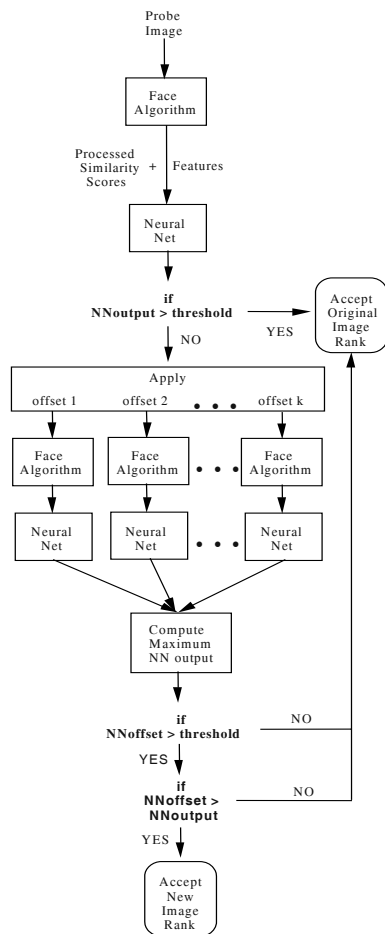 Probe
Image
Face
Algorithm
Processed
Similarity + Features
Scores
Neural
Net
if
NNoutput > threshold
YES
NO
Accept
Original
Image
Rank
Apply
offset 1 offset 2 • • • offset k
Face
Algorithm
Face
Algorithm
• • •
Face
Algorithm
Neural
Net
Neural
Net
• • •
Neural
Net
Compute
Maximum
NN output
if
NNoffset > threshold
NO
YES
if
NNoffset >
NNoutput
NO
YES
Accept
New
Image
Rank